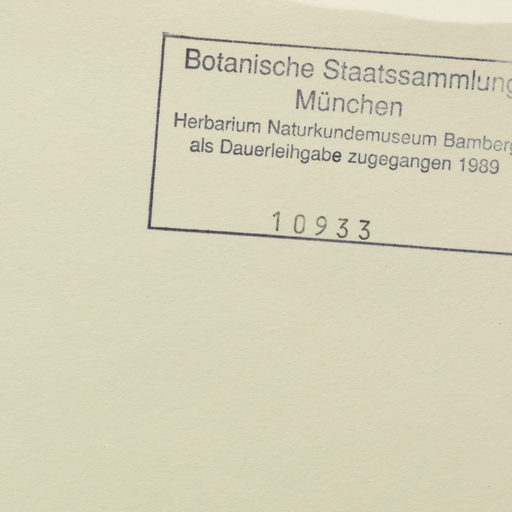 Botanische Staatssammlung
München
Herbarium Naturkundemuseum Bamberg
als Dauerleihgabe zugegangen 1989
10933